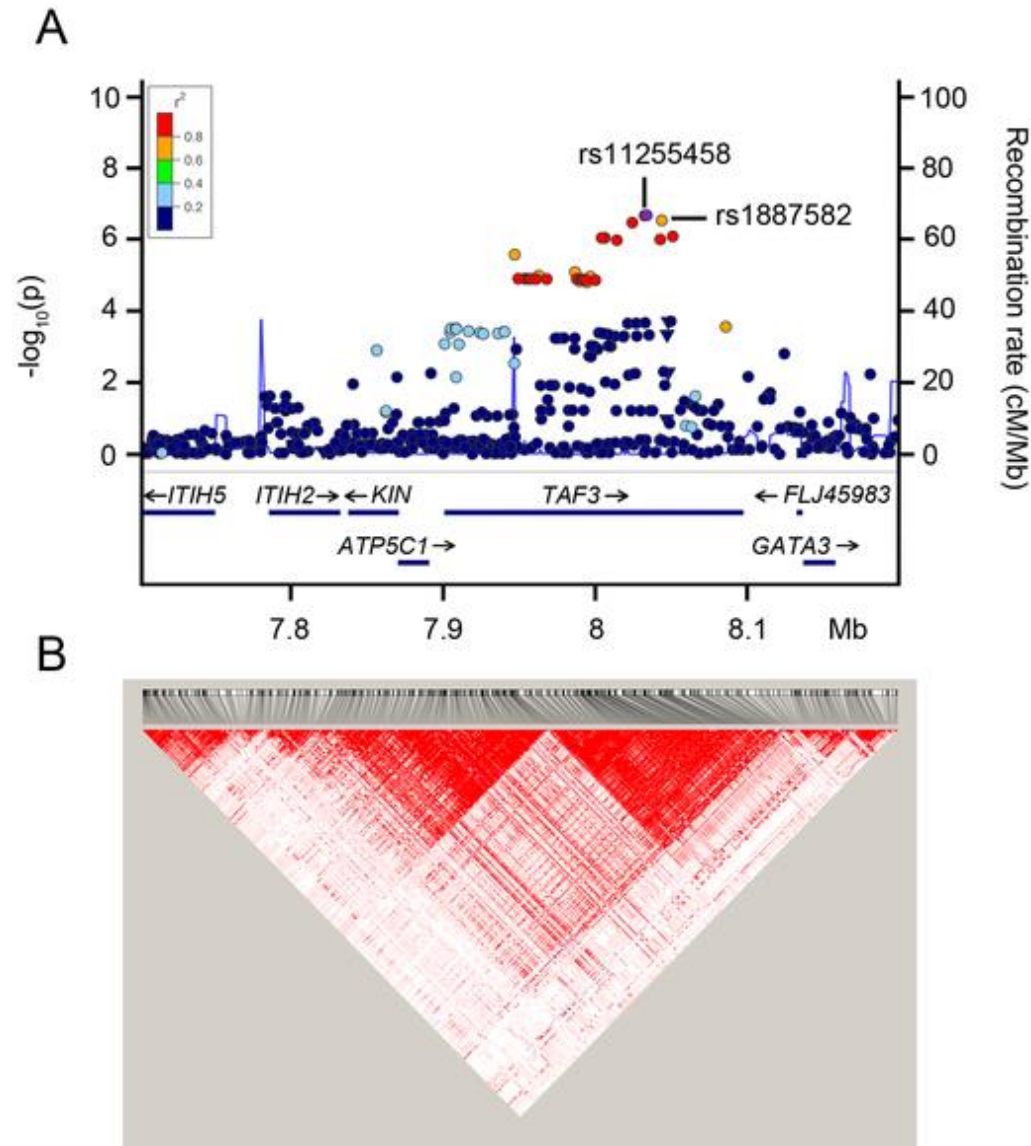 A
r²
0.8
0.6
0.4
0.2
10
8
6
4
2
0
-log₁₀(d)
100
80
60
40
20
0
Recombination rate (cM/Mb)
rs11255458
rs1887582
←ITIH5 ITIH2→ ←KIN TAF3→ ←FLJ45983
ATP5C1→ GATA3→
7.8 7.9 8 8.1 Mb
B